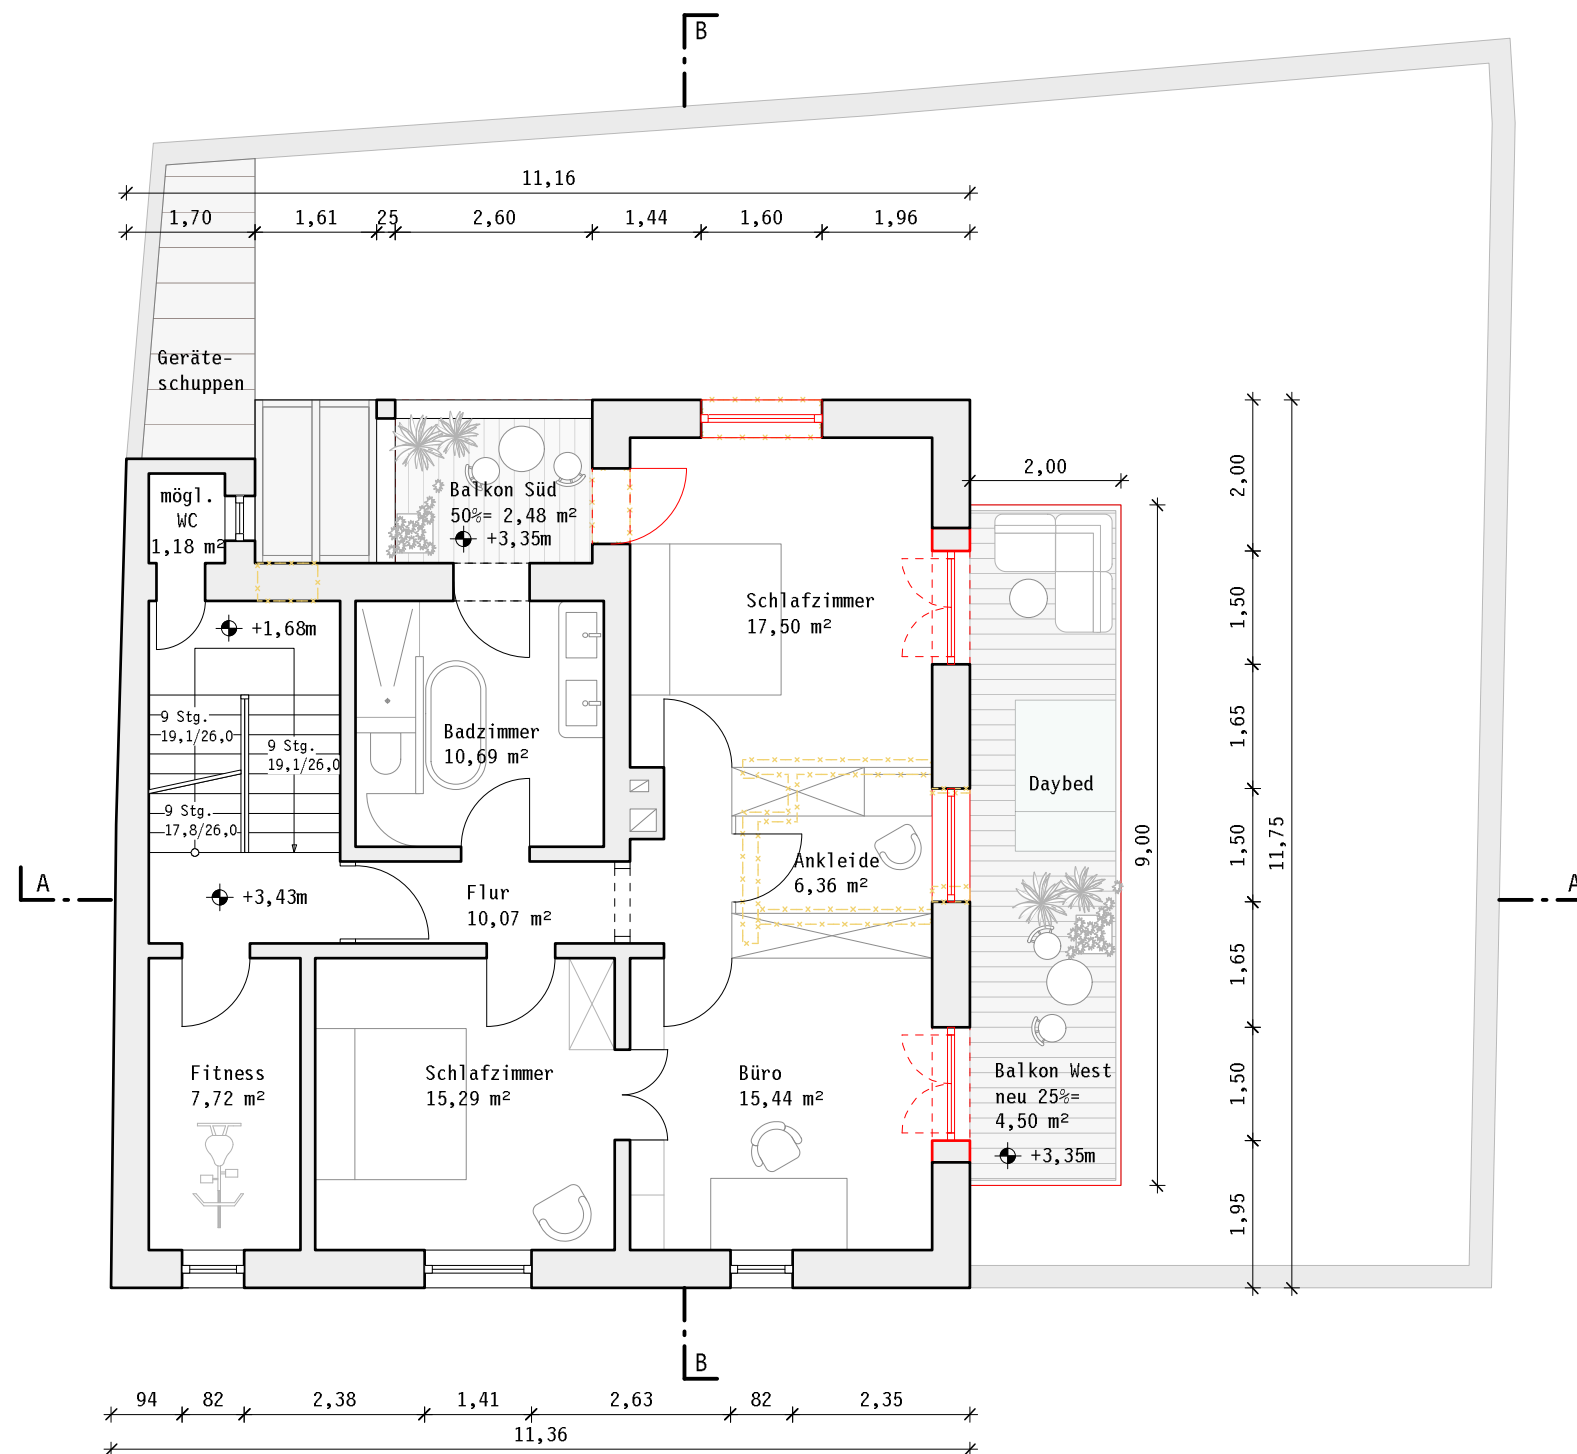 B
11,16
1,70 1,61 25 2,60 1,44 1,60 1,96
Geräte-
schuppen
2,00
2,00
mögl.
WC
1,18 m²
Balkon Süd
50%= 2,48 m²
+3,35m
+1,68m
Schlafzimmer
17,50 m²
1,50
9 Stg.
19,1/26,0
9 Stg.
19,1/26,0
9 Stg.
17,8/26,0
Badzimmer
10,69 m²
1,65
Daybed
9,00
1,50
11,75
Ankleide
6,36 m²
A
A
+3,43m
Flur
10,07 m²
1,65
Fitness
7,72 m²
Schlafzimmer
15,29 m²
Büro
15,44 m²
Balkon West
neu 25%=
4,50 m²
+3,35m
1,50
1,95
B
94 82 2,38 1,41 2,63 82 2,35
11,36